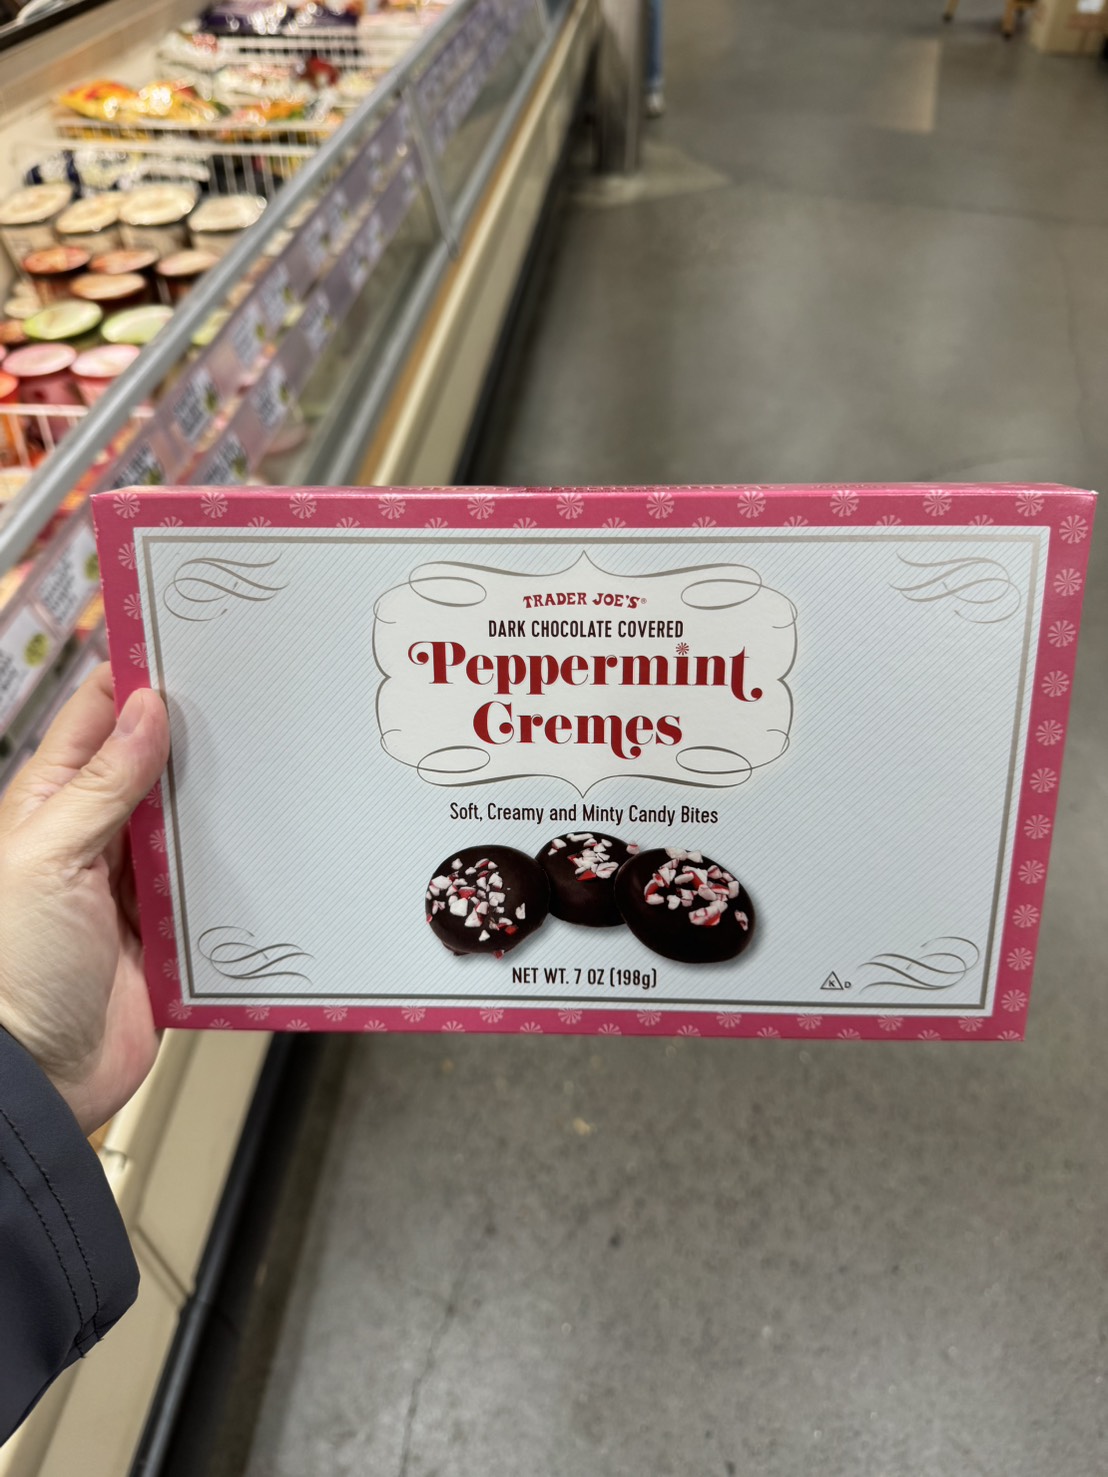 TRADER JOE'S®
DARK CHOCOLATE COVERED
Peppermint
Cremes
Soft, Creamy and Minty Candy Bites
NET WT. 7 OZ (198g)
K D